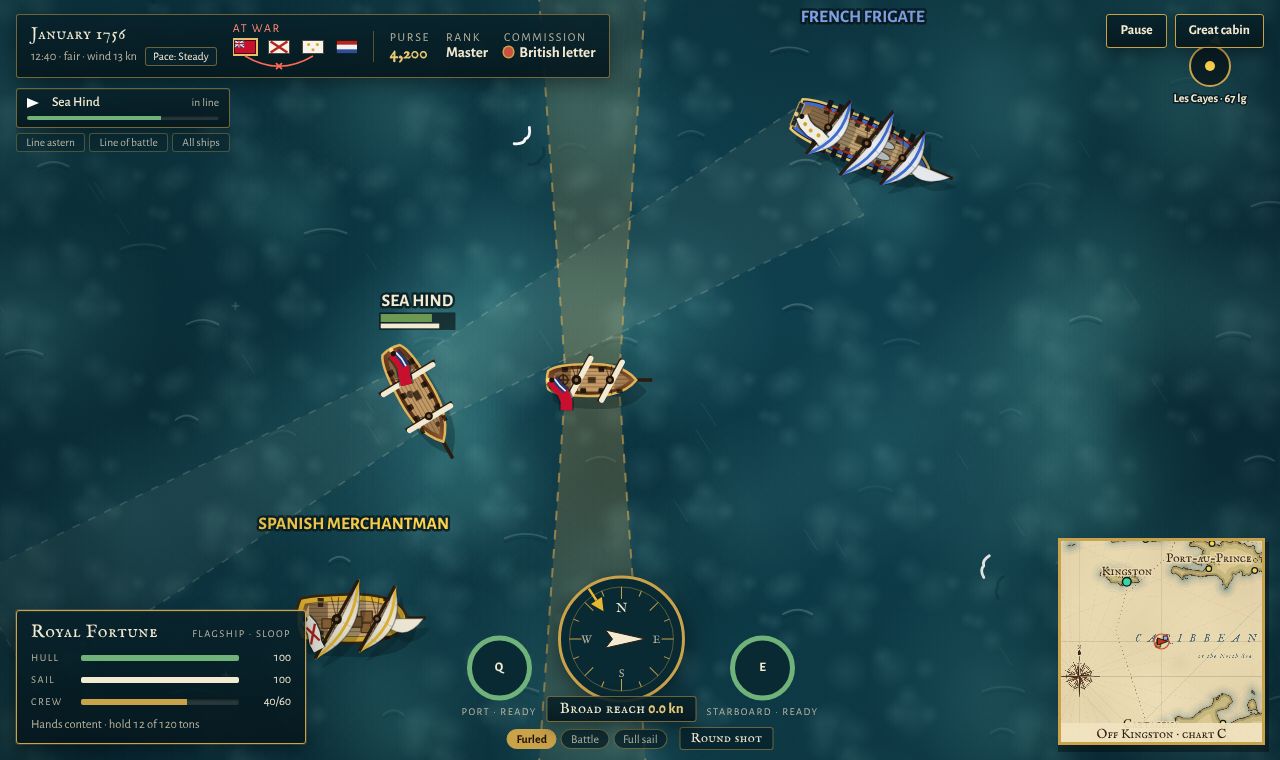 FRENCH FRIGATE
January 1756
12:40 · fair · wind 13 kn
Pace: Steady
AT WAR
PURSE
4,200
RANK
Master
COMMISSION
British letter
Pause
Great cabin
Les Cayes · 67 lg
Sea Hind
in line
Line astern
Line of battle
All ships
SEA HIND
SPANISH MERCHANTMAN
Royal Fortune
FLAGSHIP · SLOOP
HULL
100
SAIL
100
CREW
40/60
Hands content · hold 12 of 120 tons
Q
PORT · READY
N
W
E
S
Broad reach 0.0 kn
E
STARBOARD · READY
Furled
Battle
Full sail
Round shot
Kingston
Port-au-Prince
CARIBBEAN
or the North Sea
Off Kingston · chart C